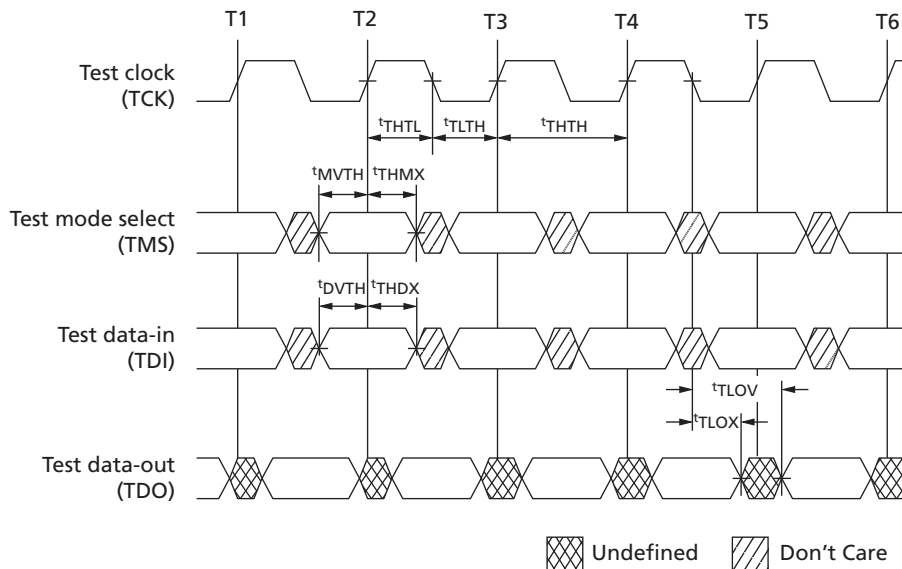 T1 T2 T3 T4 T5 T6
Test clock
(TCK)
tTHTL tTLTH tTHTH
tMVTH tTHMX
Test mode select
(TMS)
tDVTH tTHDX
Test data-in
(TDI)
tTLOV
tTLOX
Test data-out
(TDO)
Undefined Don't Care